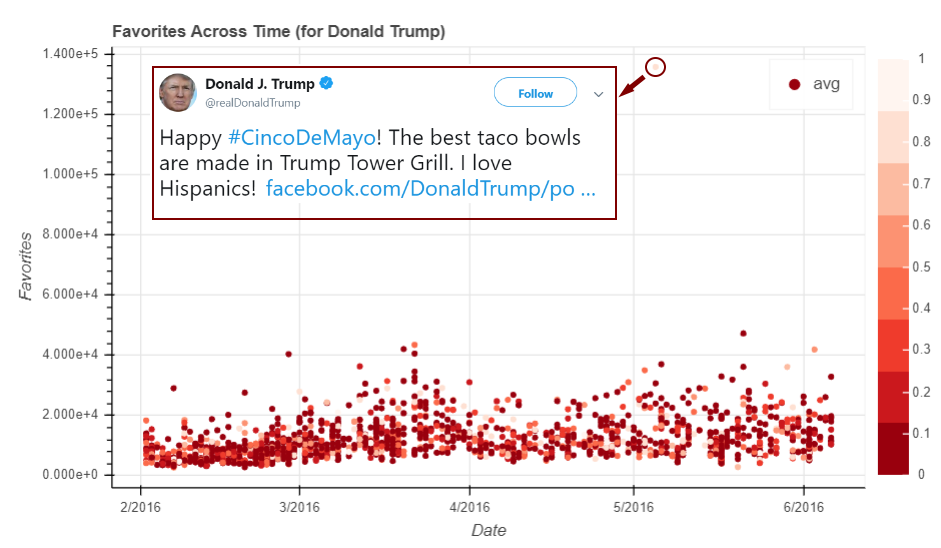 Favorites Across Time (for Donald Trump)
1.400e+5
1.200e+5
1.000e+5
8.000e+4
6.000e+4
4.000e+4
2.000e+4
0.000e+0
Favorites
Donald J. Trump
@realDonaldTrump
Follow
Happy #CincoDeMayo! The best taco bowls
are made in Trump Tower Grill. I love
Hispanics! facebook.com/DonaldTrump/po ...
avg
1
0.9
0.8
0.7
0.6
0.5
0.4
0.3
0.2
0.1
0
2/2016
3/2016
4/2016
5/2016
6/2016
Date